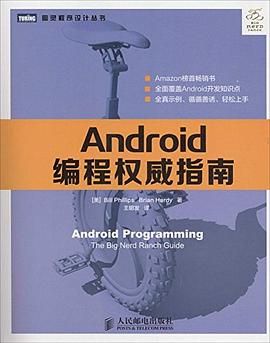 TURING 图灵程序设计丛书
big nerd ranch
Amazon榜首畅销书
全面覆盖Android开发知识点
全真示例、循循善诱、轻松上手
Android
编程权威指南
[美] Bill Phillips Brian Hardy 著
王明发 译
Android Programming
The Big Nerd Ranch Guide
人民邮电出版社
POSTS & TELECOM PRESS